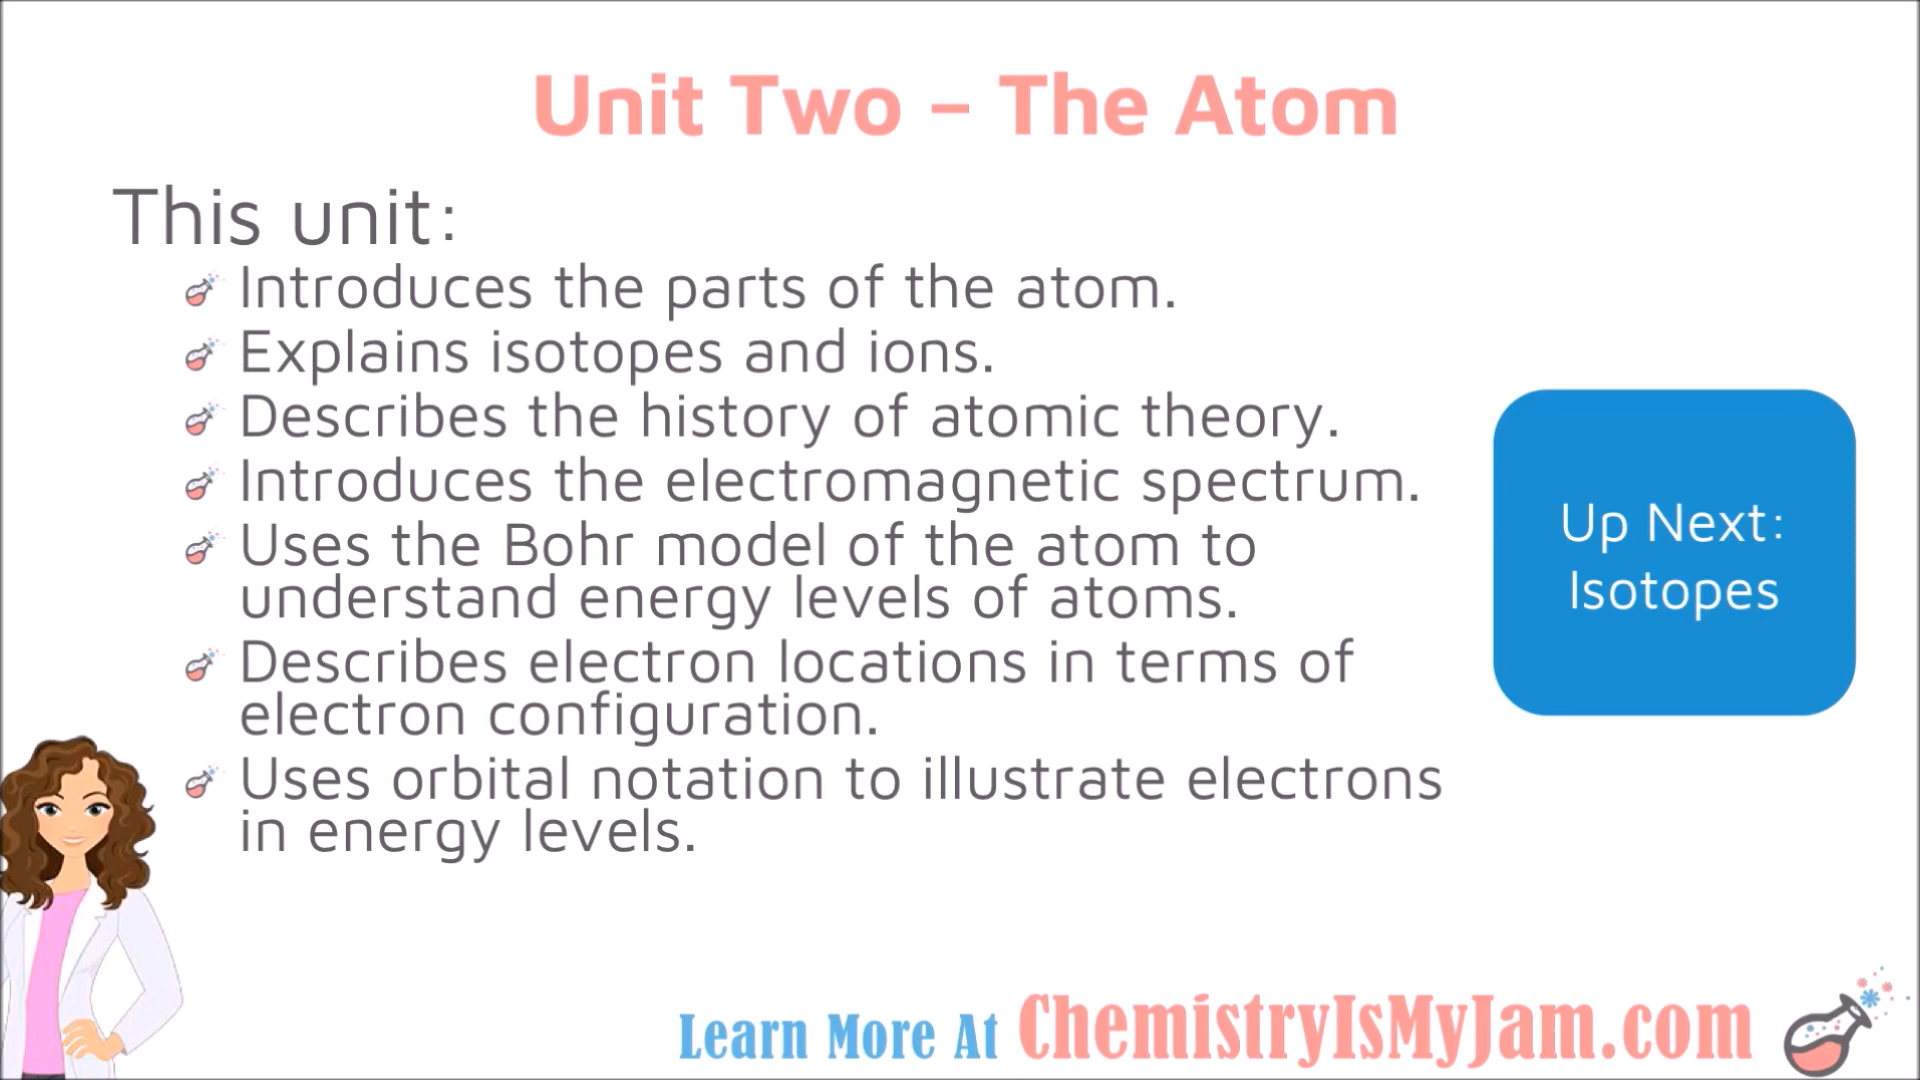 Unit Two – The Atom
This unit:
Introduces the parts of the atom.
Explains isotopes and ions.
Describes the history of atomic theory.
Introduces the electromagnetic spectrum.
Uses the Bohr model of the atom to
understand energy levels of atoms.
Describes electron locations in terms of
electron configuration.
Uses orbital notation to illustrate electrons
in energy levels.
Up Next:
Isotopes
Learn More At ChemistryIsMyJam.com